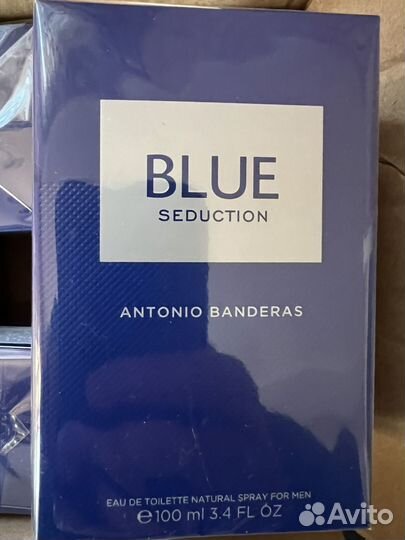 BLUE
SEDUCTION
ANTONIO BANDERAS
EAU DE TOILETTE NATURAL SPRAY FOR MEN
℮100 ml 3.4 FL OZ
Avito